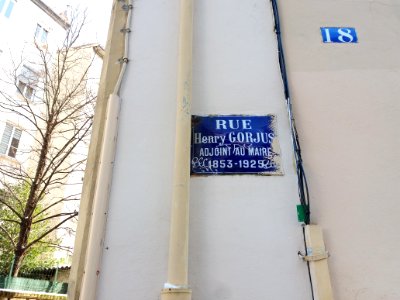 18
RUE
Henry GORJUS
ADJOINT AU MAIRE
1853-1925